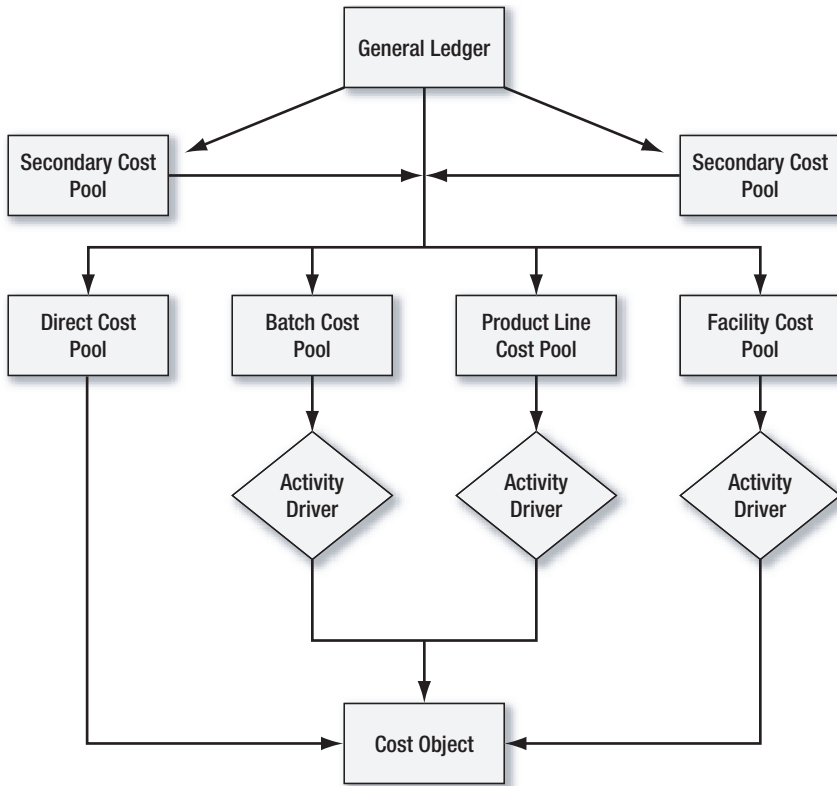 General Ledger
Secondary Cost
Pool
Secondary Cost
Pool
Direct Cost
Pool
Batch Cost
Pool
Product Line
Cost Pool
Facility Cost
Pool
Activity
Driver
Activity
Driver
Activity
Driver
Cost Object